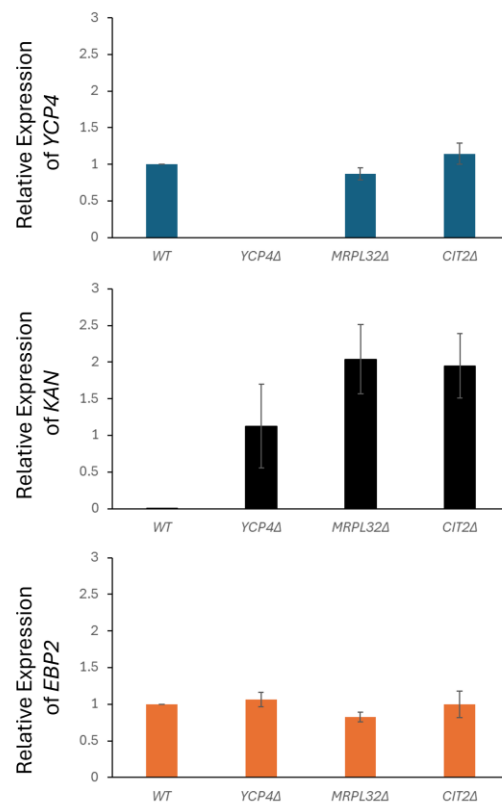 Relative Expression
of YCP4
3
2.5
2
1.5
1
0.5
0
WT YCP4Δ MRPL32Δ CIT2Δ
Relative Expression
of KAN
3
2.5
2
1.5
1
0.5
0
WT YCP4Δ MRPL32Δ CIT2Δ
Relative Expression
of EBP2
3
2.5
2
1.5
1
0.5
0
WT YCP4Δ MRPL32Δ CIT2Δ